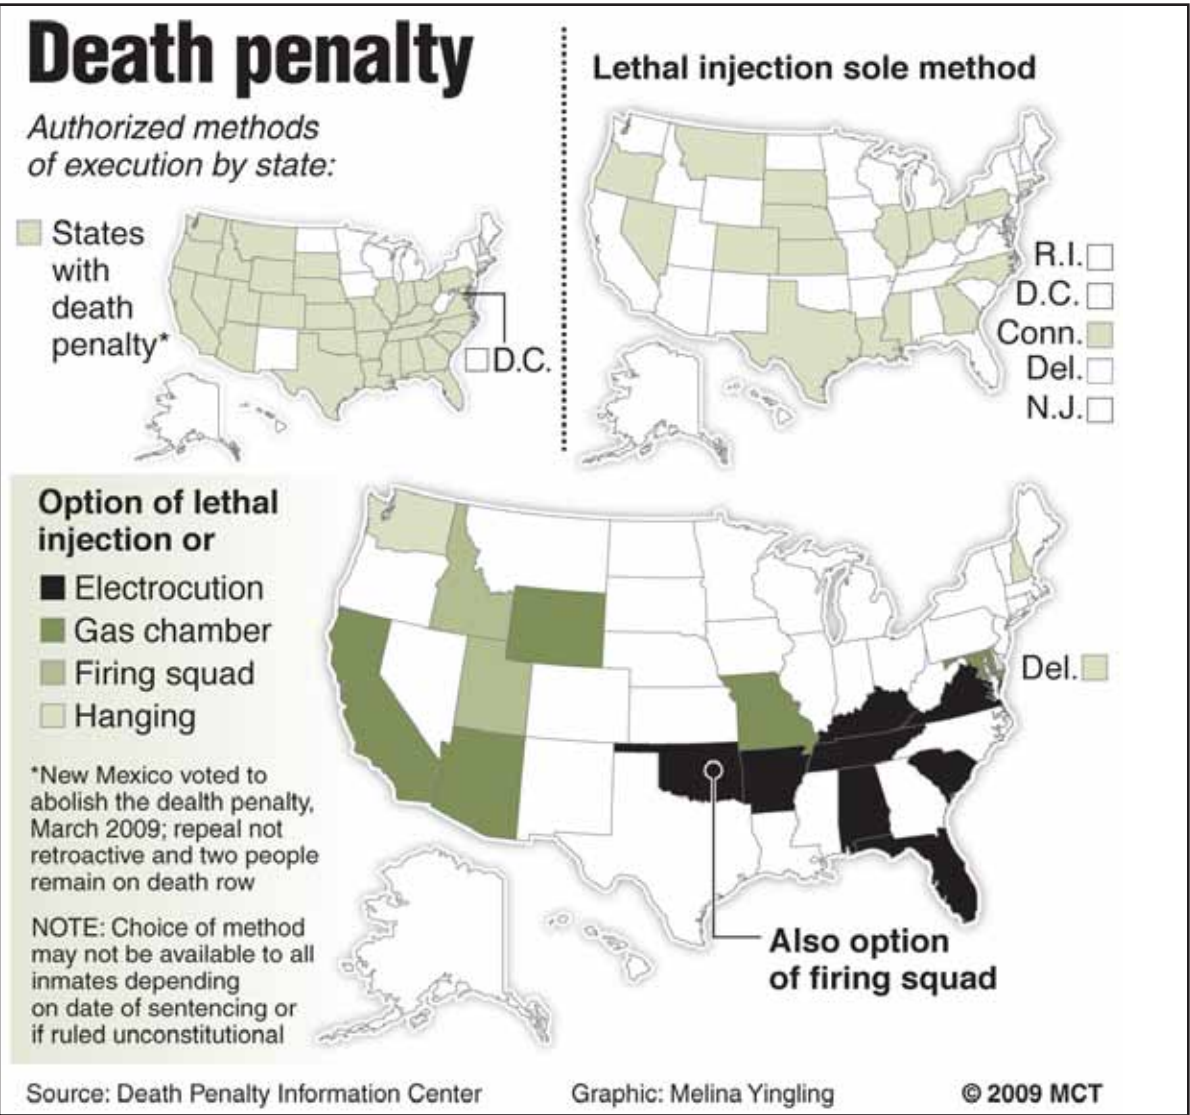 Death penalty
Authorized methods
of execution by state:
States
with
death
penalty*
D.C.
Lethal injection sole method
R.I.
D.C.
Conn.
Del.
N.J.
Option of lethal
injection or
Electrocution
Gas chamber
Firing squad
Hanging
*New Mexico voted to
abolish the dealth penalty,
March 2009; repeal not
retroactive and two people
remain on death row
NOTE: Choice of method
may not be available to all
inmates depending
on date of sentencing or
if ruled unconstitutional
Del.
Also option
of firing squad
Source: Death Penalty Information Center
Graphic: Melina Yingling
© 2009 MCT